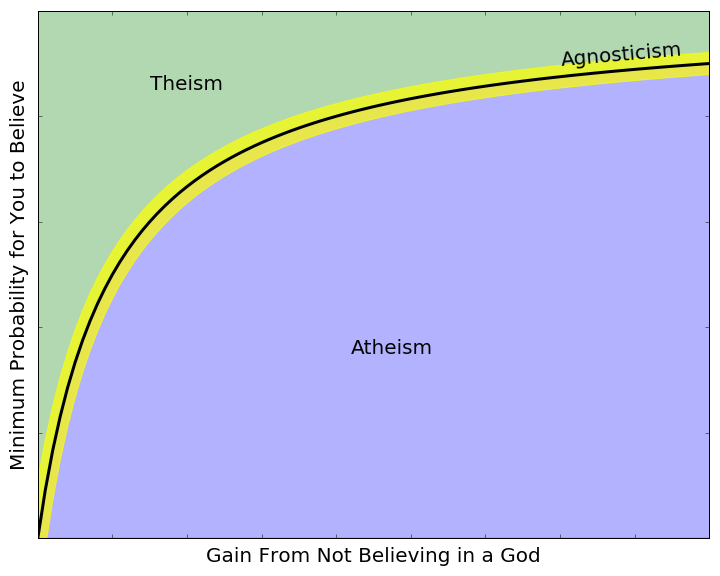 Agnosticism
Theism
Minimum Probability for You to Believe
Atheism
Gain From Not Believing in a God